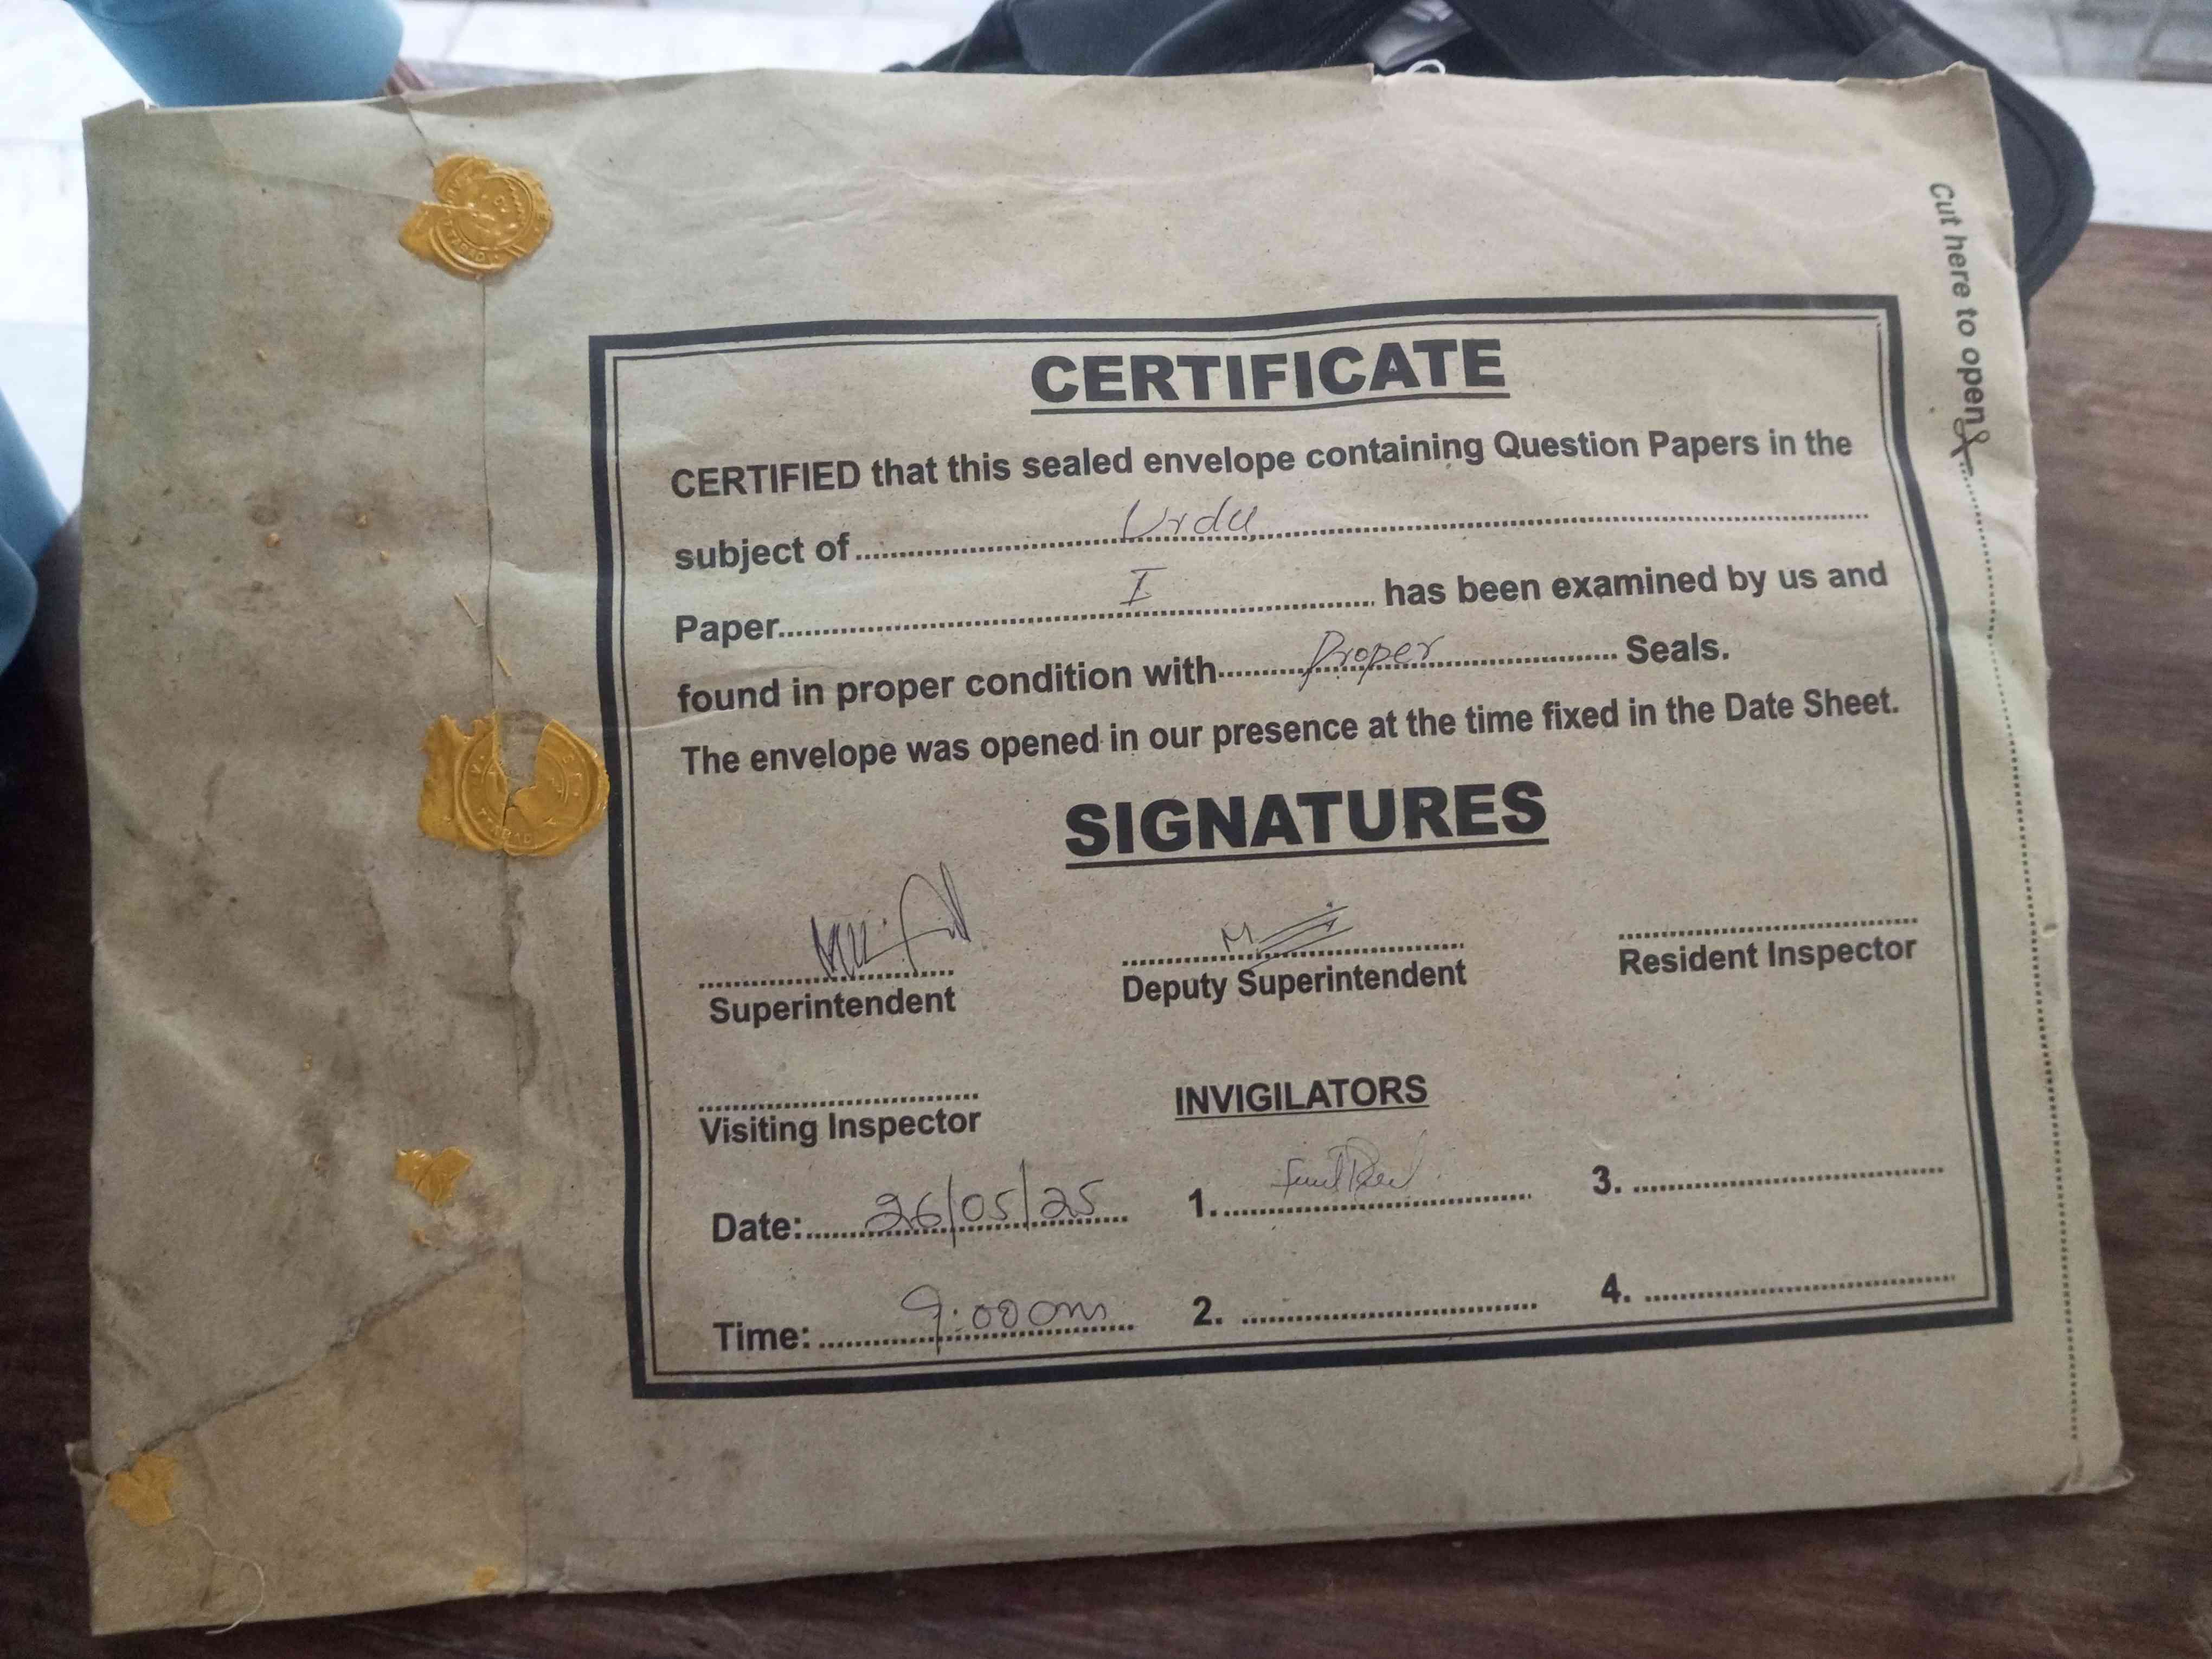 Cut here to open
CERTIFICATE
CERTIFIED that this sealed envelope containing Question Papers in the
subject of Urdu
Paper I has been examined by us and
found in proper condition with Proper Seals.
The envelope was opened in our presence at the time fixed in the Date Sheet.
SIGNATURES
Superintendent
Deputy Superintendent
Resident Inspector
Visiting Inspector
INVIGILATORS
Date: 26/05/25
1.
3.
Time: 9:00am
2.
4.